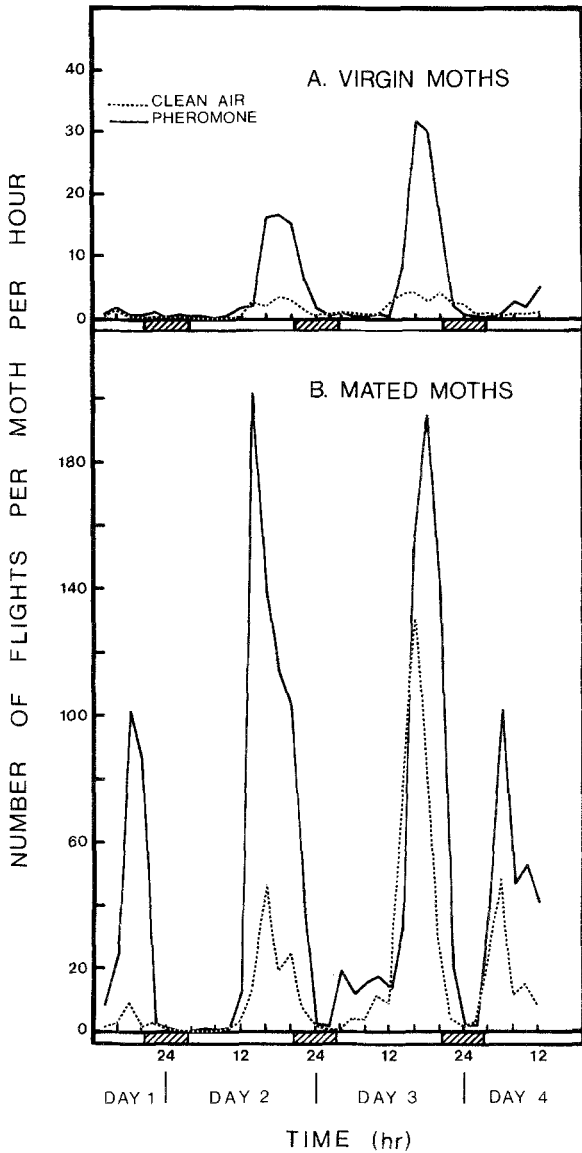 NUMBER OF FLIGHTS PER MOTH PER HOUR
A. VIRGIN MOTHS
CLEAN AIR
PHEROMONE
40
30
20
10
0
B. MATED MOTHS
180
140
100
60
20
0
24 12 24 12 24 12
DAY 1 | DAY 2 | DAY 3 | DAY 4
TIME (hr)